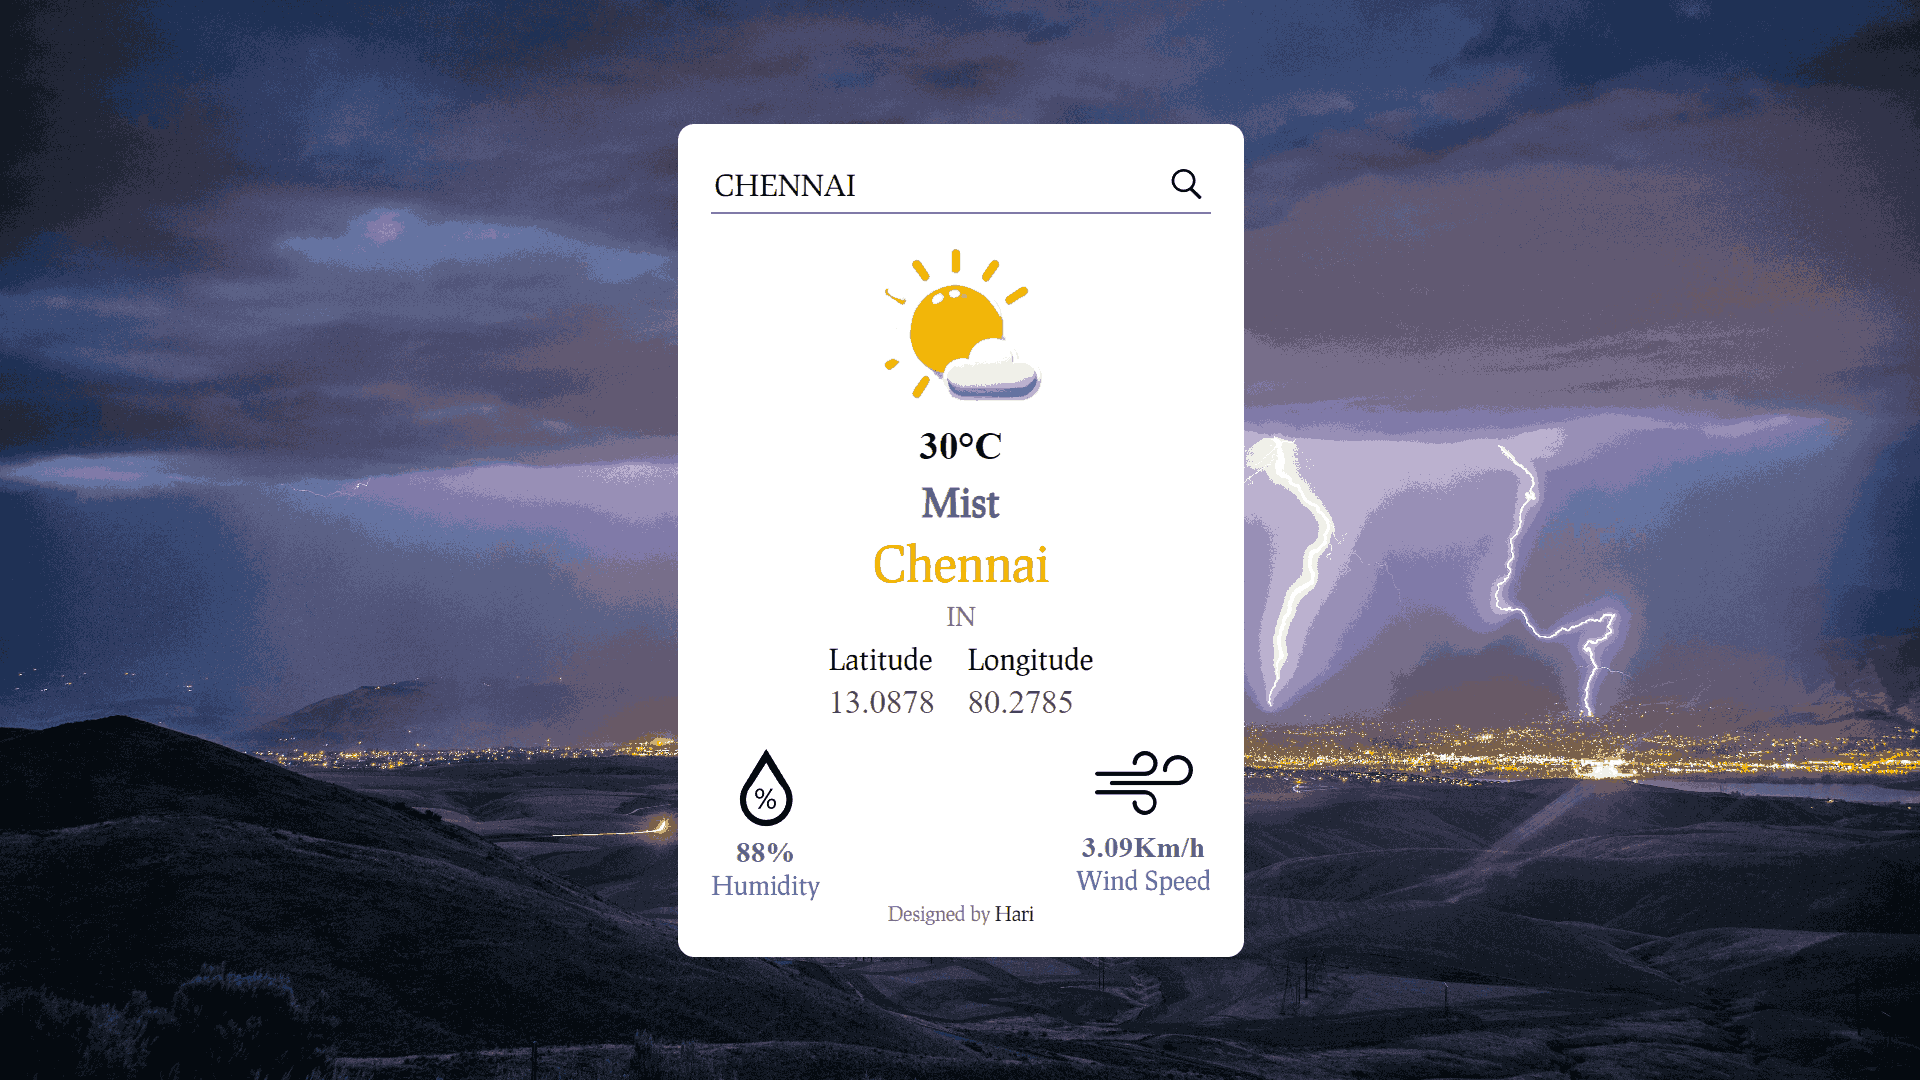 CHENNAI
30°C
Mist
Chennai
IN
Latitude Longitude
13.0878 80.2785
%
88% 3.09Km/h
Humidity Wind Speed
Designed by Hari